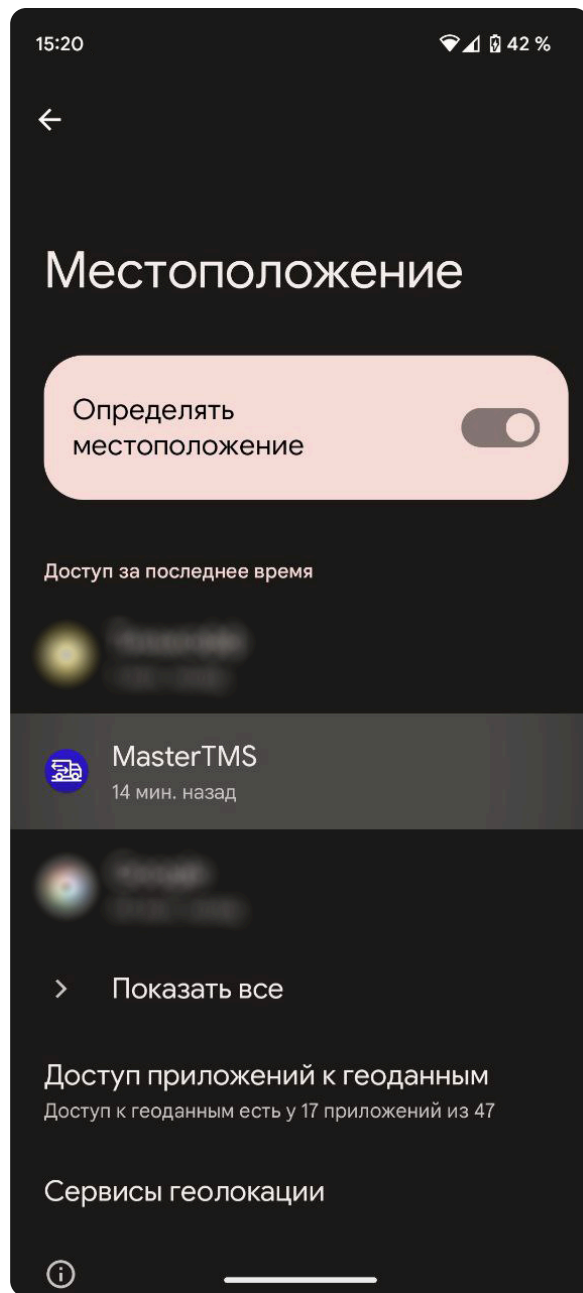 15:20
42 %
Местоположение
Определять
местоположение
Доступ за последнее время
MasterTMS
14 мин. назад
Показать все
Доступ приложений к геоданным
Доступ к геоданным есть у 17 приложений из 47
Сервисы геолокации